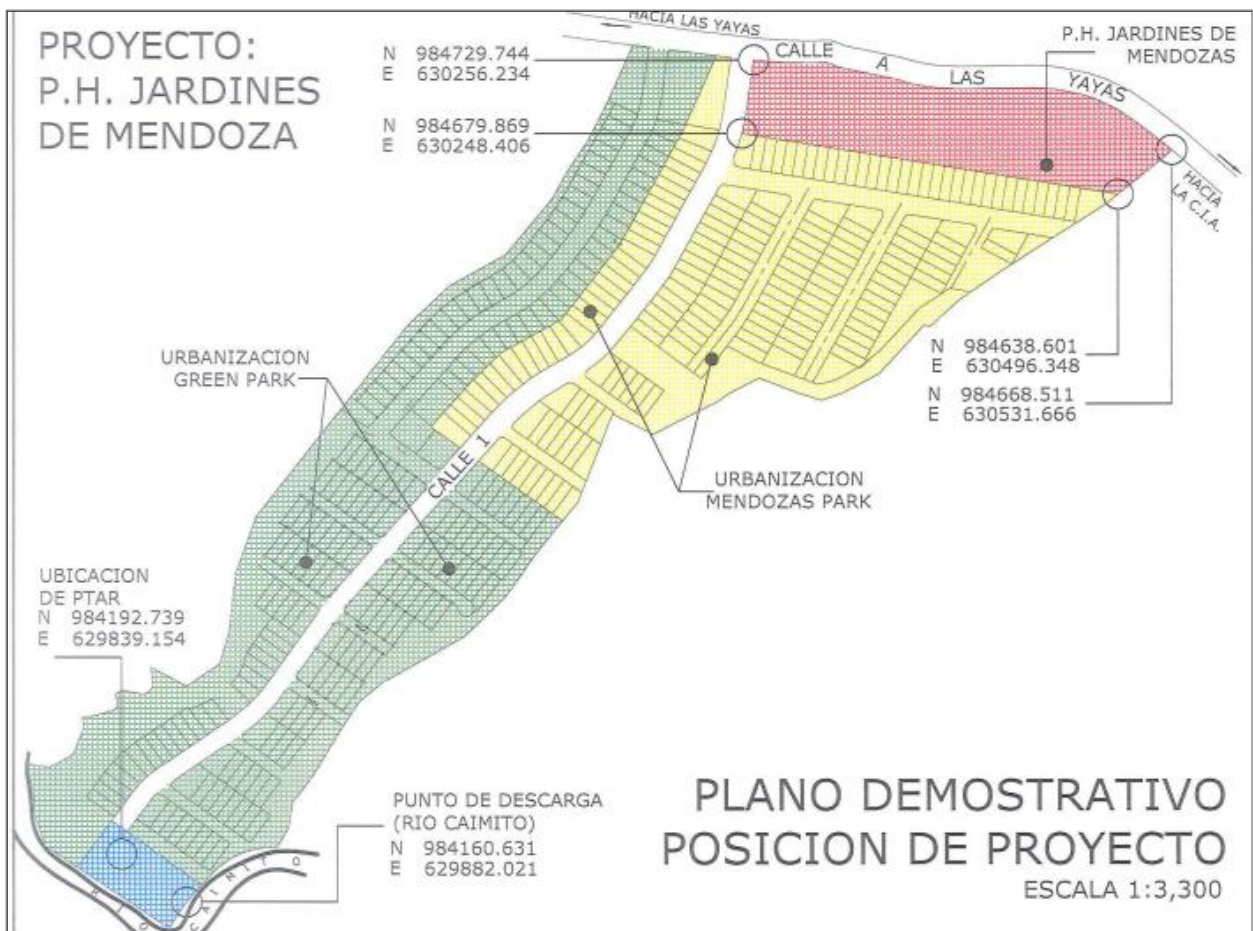 PROYECTO:
P.H. JARDINES
DE MENDOZA
HACIA LAS YAYAS
N 984729.744
E 630256.234
CALLE A LAS YAYAS
P.H. JARDINES DE
MENDOZAS
N 984679.869
E 630248.406
HACIA
LA C.I.A.
N 984638.601
E 630496.348
N 984668.511
E 630531.666
URBANIZACION
GREEN PARK
CALLE 1
URBANIZACION
MENDOZAS PARK
UBICACION
DE PTAR
N 984192.739
E 629839.154
PUNTO DE DESCARGA
(RIO CAIMITO)
N 984160.631
E 629882.021
RIO CAIMITO
PLANO DEMOSTRATIVO
POSICION DE PROYECTO
ESCALA 1:3,300